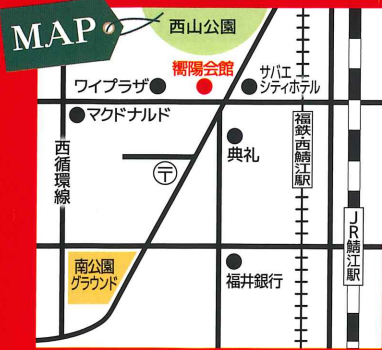 MAP
西山公園
嚮陽会館
サバエ
シティホテル
ワイプラザ
マクドナルド
西循環線
典礼
〒
福鉄・西鯖江駅
JR鯖江駅
南公園
グラウンド
福井銀行